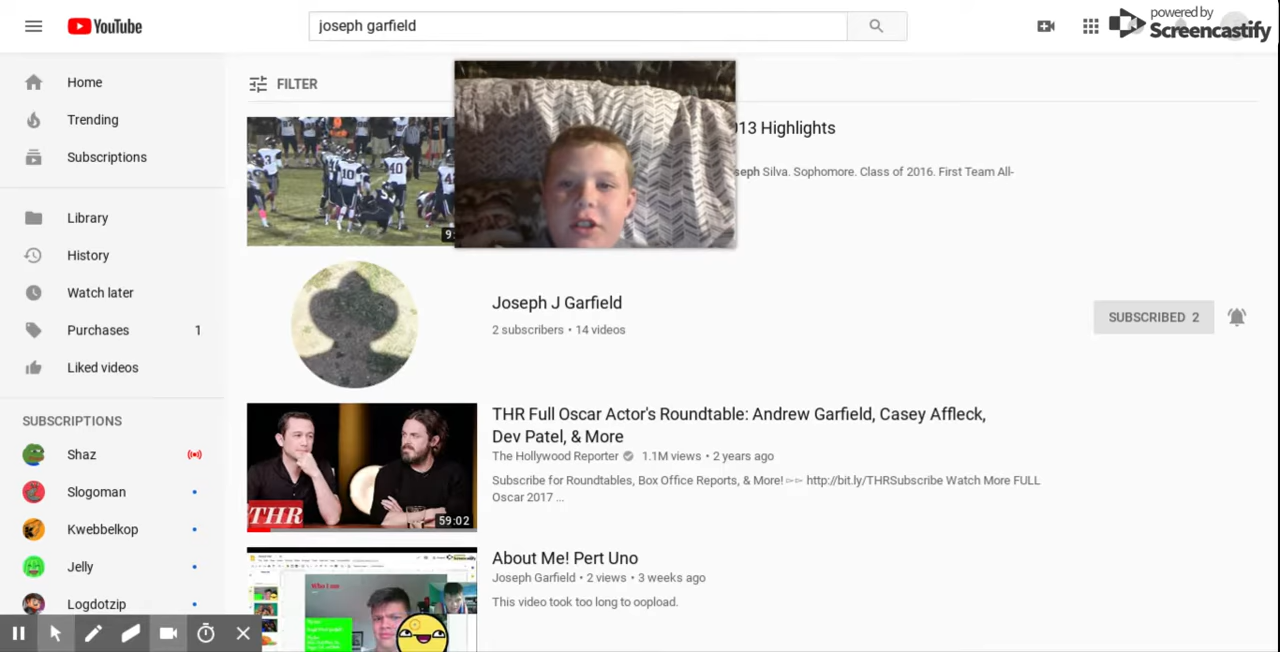 YouTube
joseph garfield
powered by
Screencastify
Home
Trending
Subscriptions
Library
History
Watch later
Purchases 1
Liked videos
SUBSCRIPTIONS
Shaz
Slogoman
Kwebbelkop
Jelly
Logdotzip
FILTER
13 Highlights
seph Silva. Sophomore. Class of 2016. First Team All-
9
Joseph J Garfield
2 subscribers • 14 videos
SUBSCRIBED 2
THR Full Oscar Actor's Roundtable: Andrew Garfield, Casey Affleck,
Dev Patel, & More
The Hollywood Reporter 1.1M views • 2 years ago
Subscribe for Roundtables, Box Office Reports, & More! ▻▻ http://bit.ly/THRSubscribe Watch More FULL
Oscar 2017 ...
THR
59:02
About Me! Pert Uno
Joseph Garfield • 2 views • 3 weeks ago
This video took too long to oopload.
Who I am